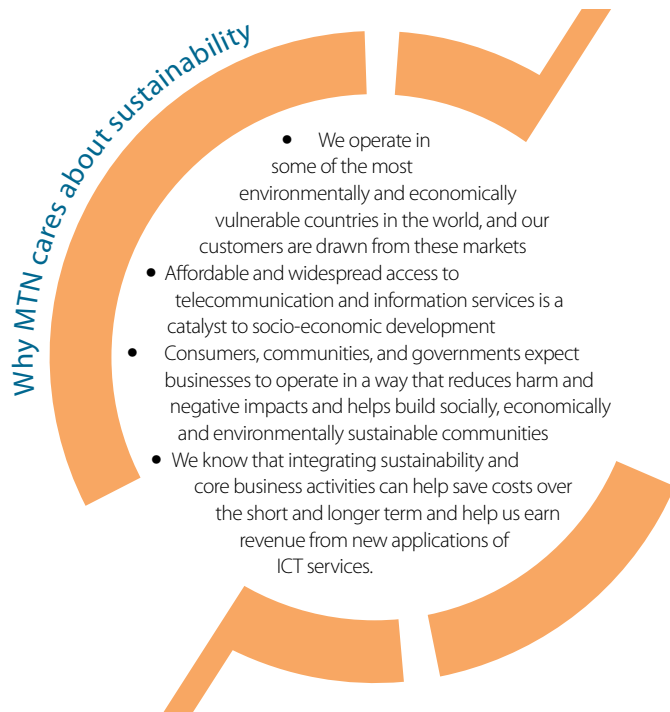 Why MTN cares about sustainability
• We operate in
some of the most
environmentally and economically
vulnerable countries in the world, and our
customers are drawn from these markets
• Affordable and widespread access to
telecommunication and information services is a
catalyst to socio-economic development
• Consumers, communities, and governments expect
businesses to operate in a way that reduces harm and
negative impacts and helps build socially, economically
and environmentally sustainable communities
• We know that integrating sustainability and
core business activities can help save costs over
the short and longer term and help us earn
revenue from new applications of
ICT services.